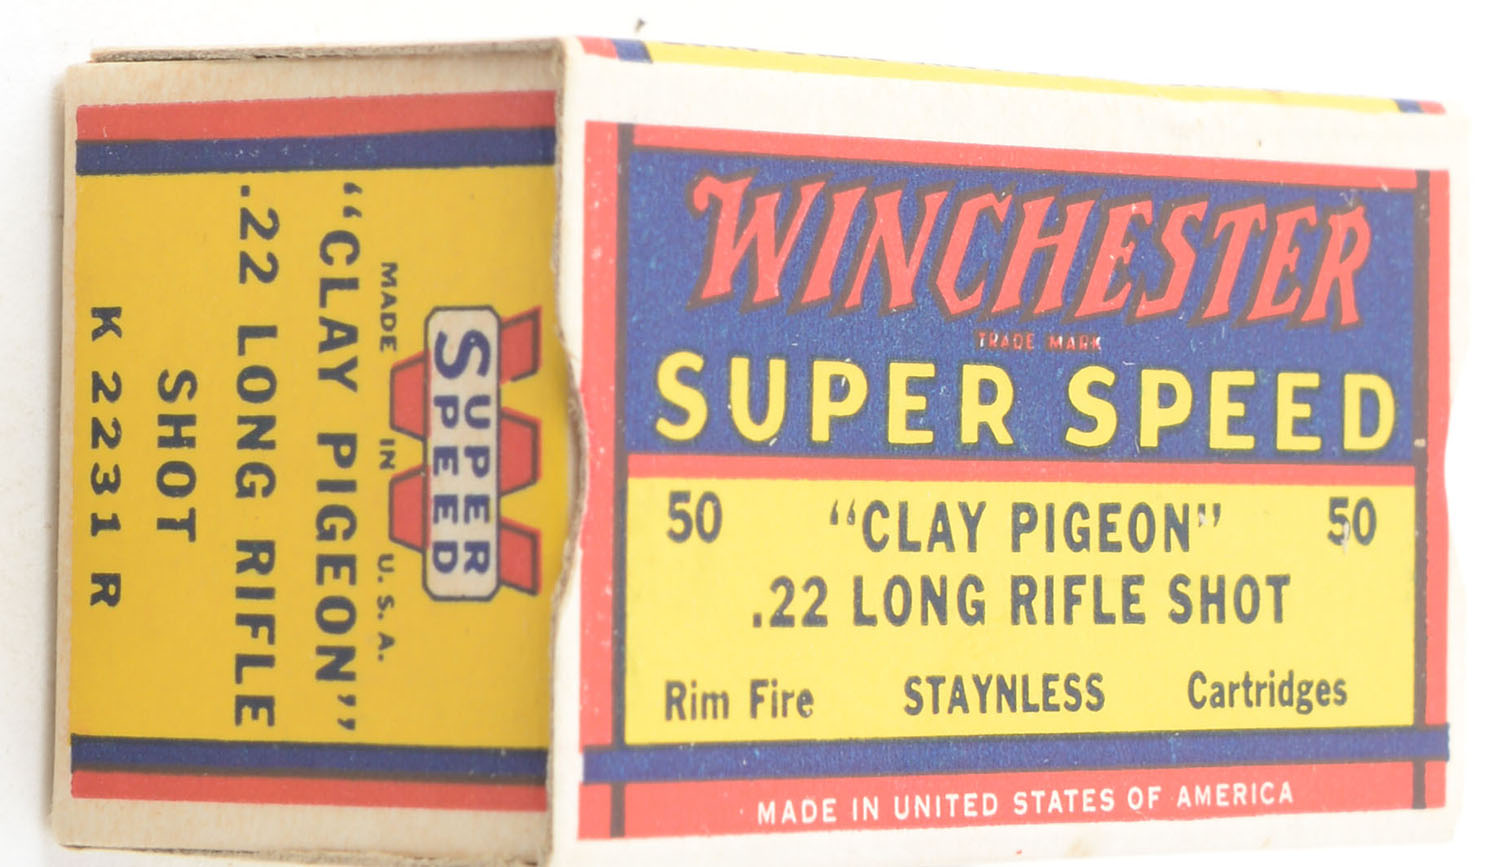 WINCHESTER
TRADE MARK
SUPER SPEED
50 "CLAY PIGEON" 50
.22 LONG RIFLE SHOT
Rim Fire STAYNLESS Cartridges
MADE IN UNITED STATES OF AMERICA
SUPER
SPEED
MADE IN U.S.A.
"CLAY PIGEON"
.22 LONG RIFLE
SHOT
K 2231 R